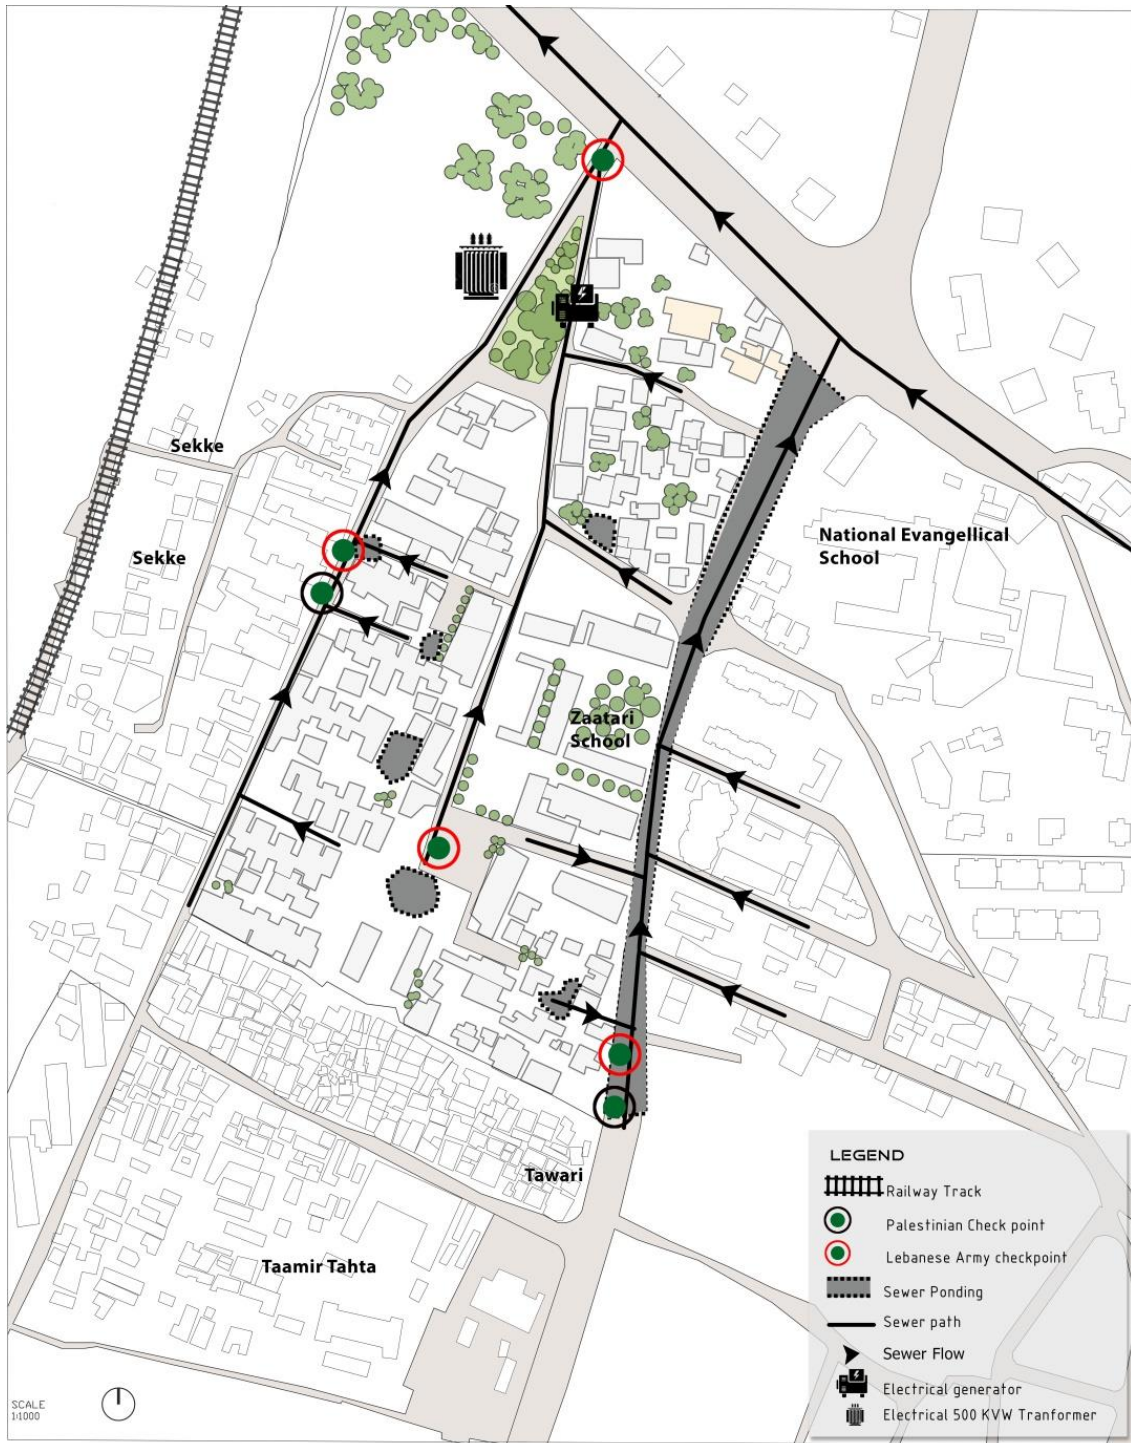 Sekke
Sekke
National Evangellical
School
Zaatari
School
Tawari
Taamir Tahta
LEGEND
Railway Track
Palestinian Check point
Lebanese Army checkpoint
Sewer Ponding
Sewer path
Sewer Flow
Electrical generator
Electrical 500 KVW Tranformer
SCALE
1:1000